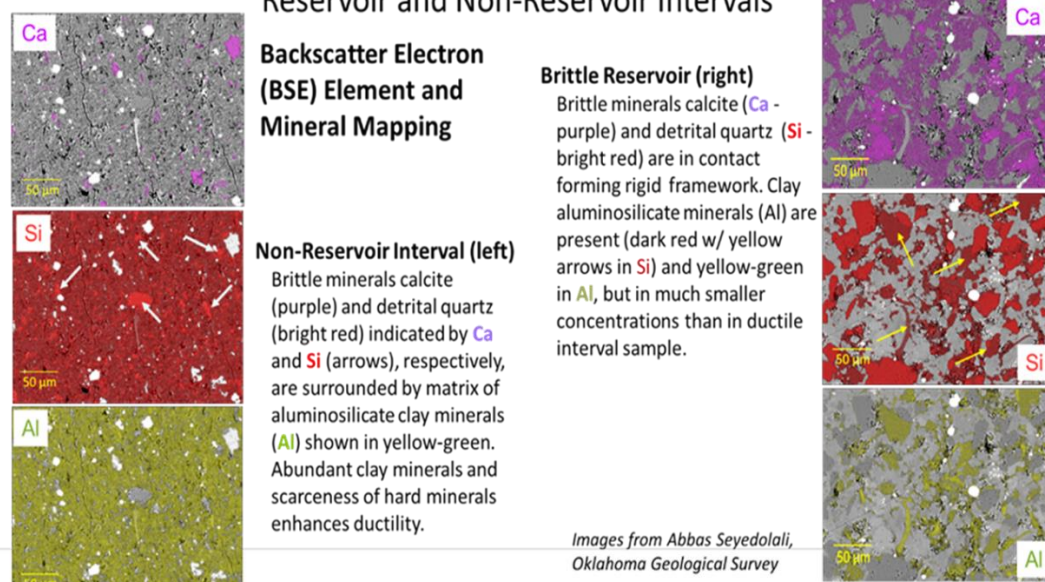 Reservoir and Non-Reservoir Intervals
Ca
50 µm
Si
50 µm
Al
Backscatter Electron
(BSE) Element and
Mineral Mapping
Non-Reservoir Interval (left)
Brittle minerals calcite
(purple) and detrital quartz
(bright red) indicated by Ca
and Si (arrows), respectively,
are surrounded by matrix of
aluminosilicate clay minerals
(Al) shown in yellow-green.
Abundant clay minerals and
scarceness of hard minerals
enhances ductility.
Brittle Reservoir (right)
Brittle minerals calcite (Ca -
purple) and detrital quartz (Si -
bright red) are in contact
forming rigid framework. Clay
aluminosilicate minerals (Al) are
present (dark red w/ yellow
arrows in Si) and yellow-green
in Al, but in much smaller
concentrations than in ductile
interval sample.
Images from Abbas Seyedolali,
Oklahoma Geological Survey
Ca
50 µm
50 µm
Si
50 µm
Al